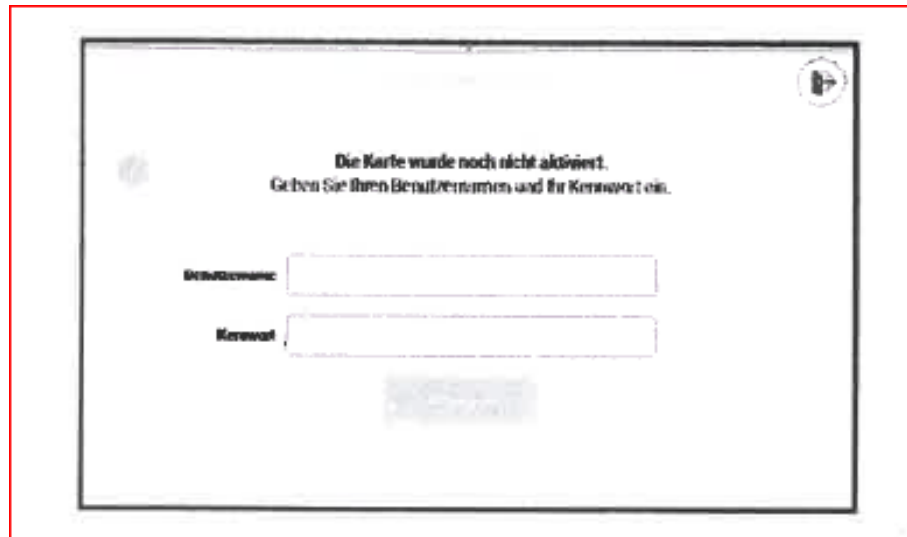 Die Karte wurde noch nicht aktiviert.
Geben Sie Ihren Benutzernamen und Ihr Kennwort ein.
Benutzername
Kennwort